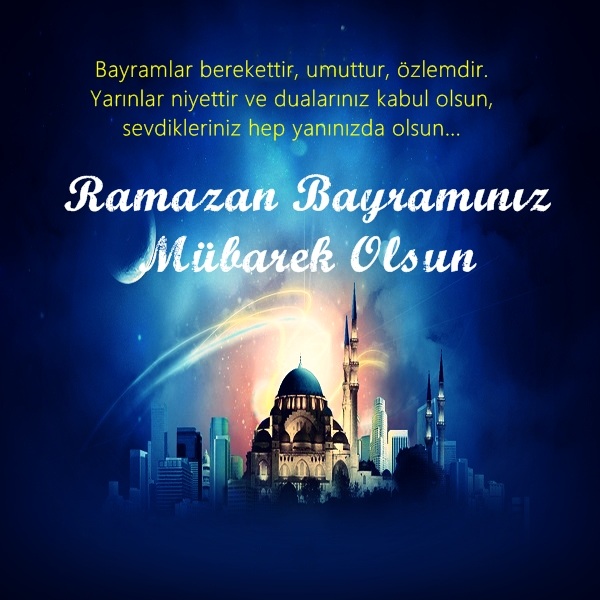 Bayramlar berekettir, umuttur, özlemdir.
Yarınlar niyettir ve dualarınız kabul olsun,
sevdikleriniz hep yanınızda olsun...
Ramazan Bayramınız
Mübarek Olsun